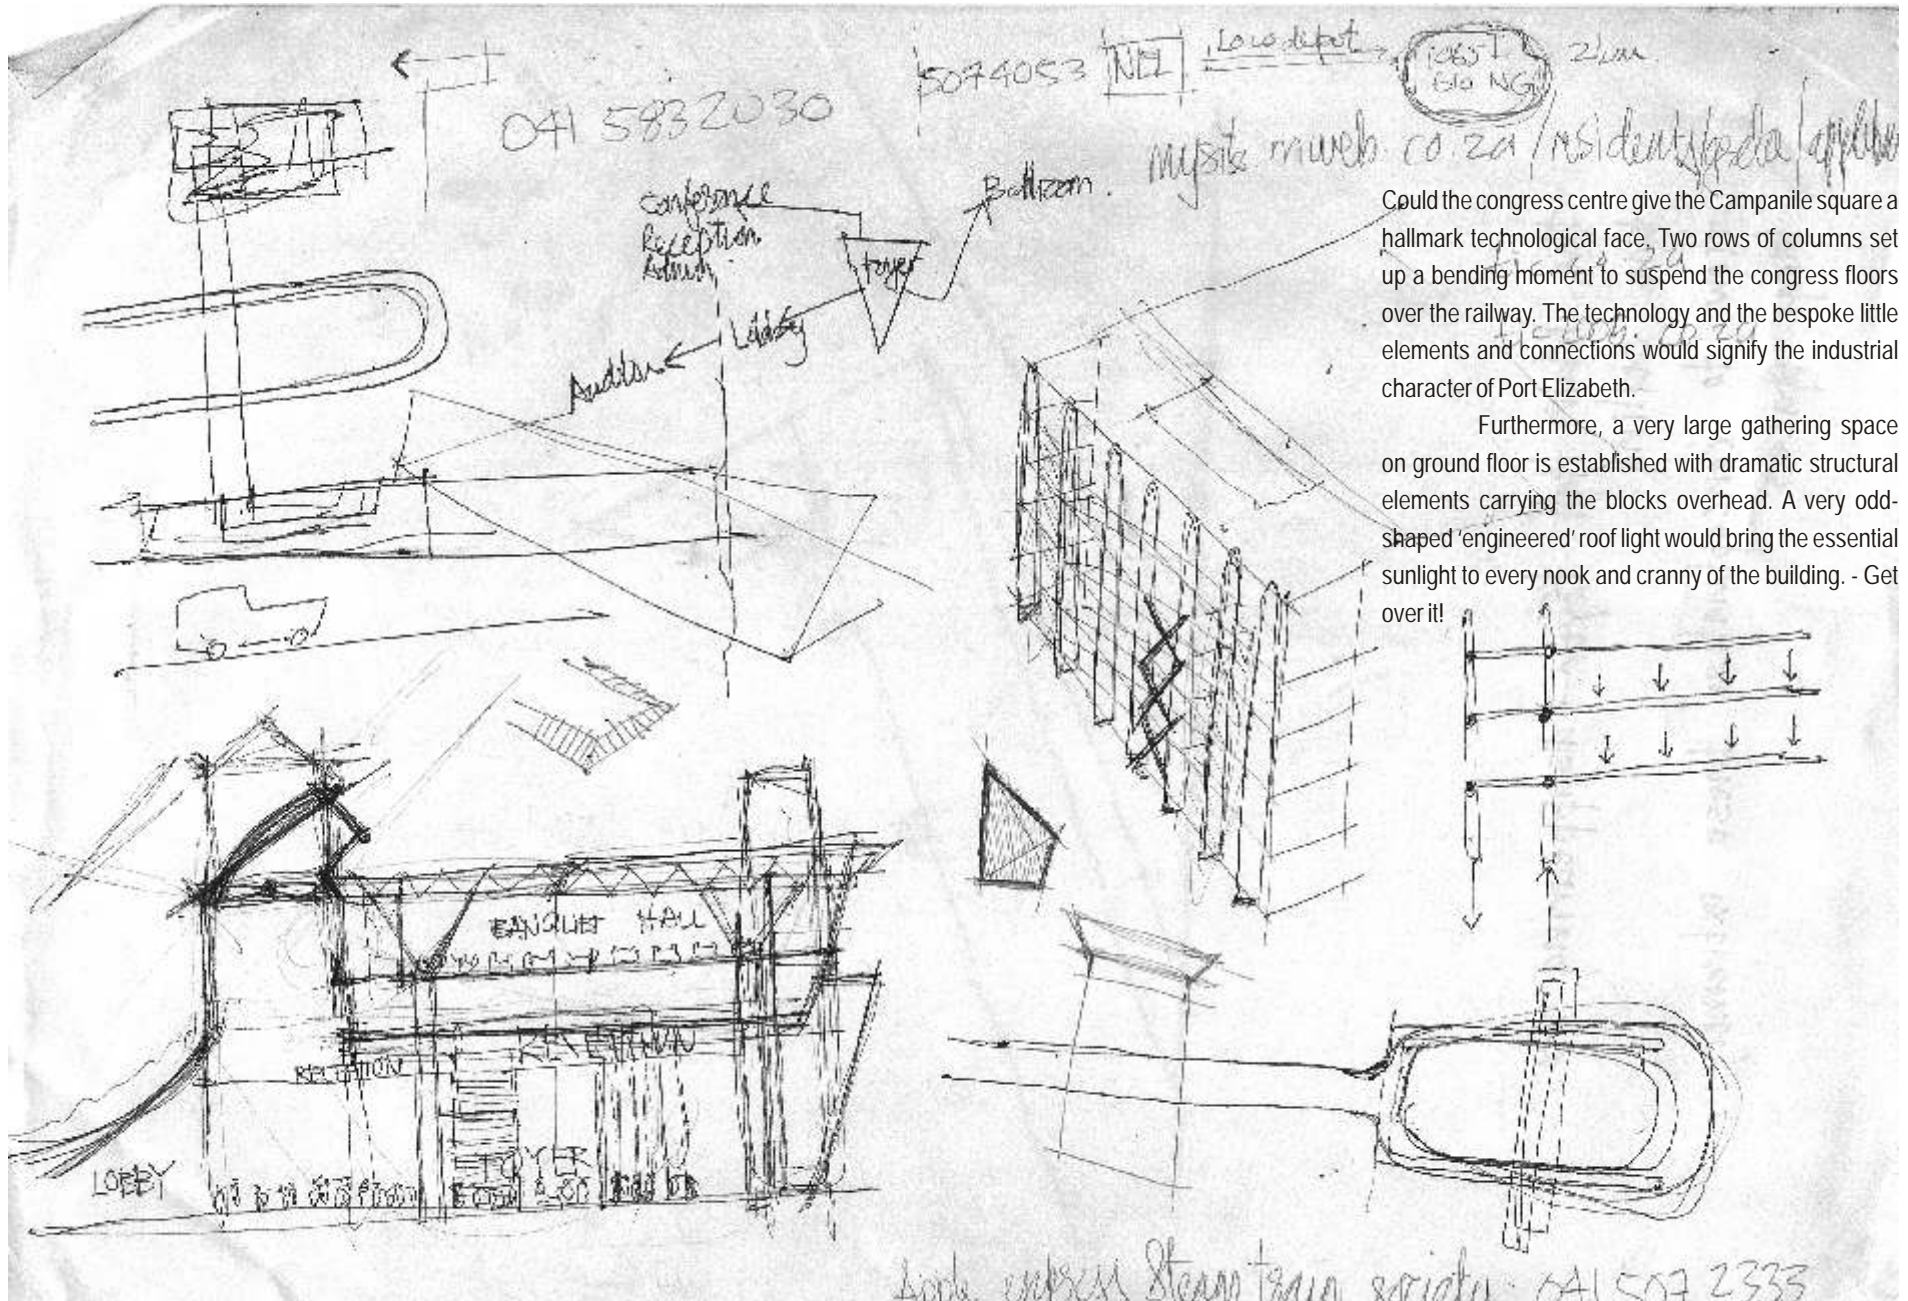 5074053 NEL Loco depot
041 5832030
mysite mweb.co.za/
Conference
Reception
Admin
Foyer
Ballroom.
Lobby
Could the congress centre give the Campanile square a
hallmark technological face. Two rows of columns set
up a bending moment to suspend the congress floors
over the railway. The technology and the bespoke little
elements and connections would signify the industrial
character of Port Elizabeth.
Furthermore, a very large gathering space
on ground floor is established with dramatic structural
elements carrying the blocks overhead. A very odd-
shaped 'engineered' roof light would bring the essential
sunlight to every nook and cranny of the building. - Get
over it!
BANQUET HALL
RECEPTION
FOYER
LOBBY
Apple express Steam train society. 041 507 2333